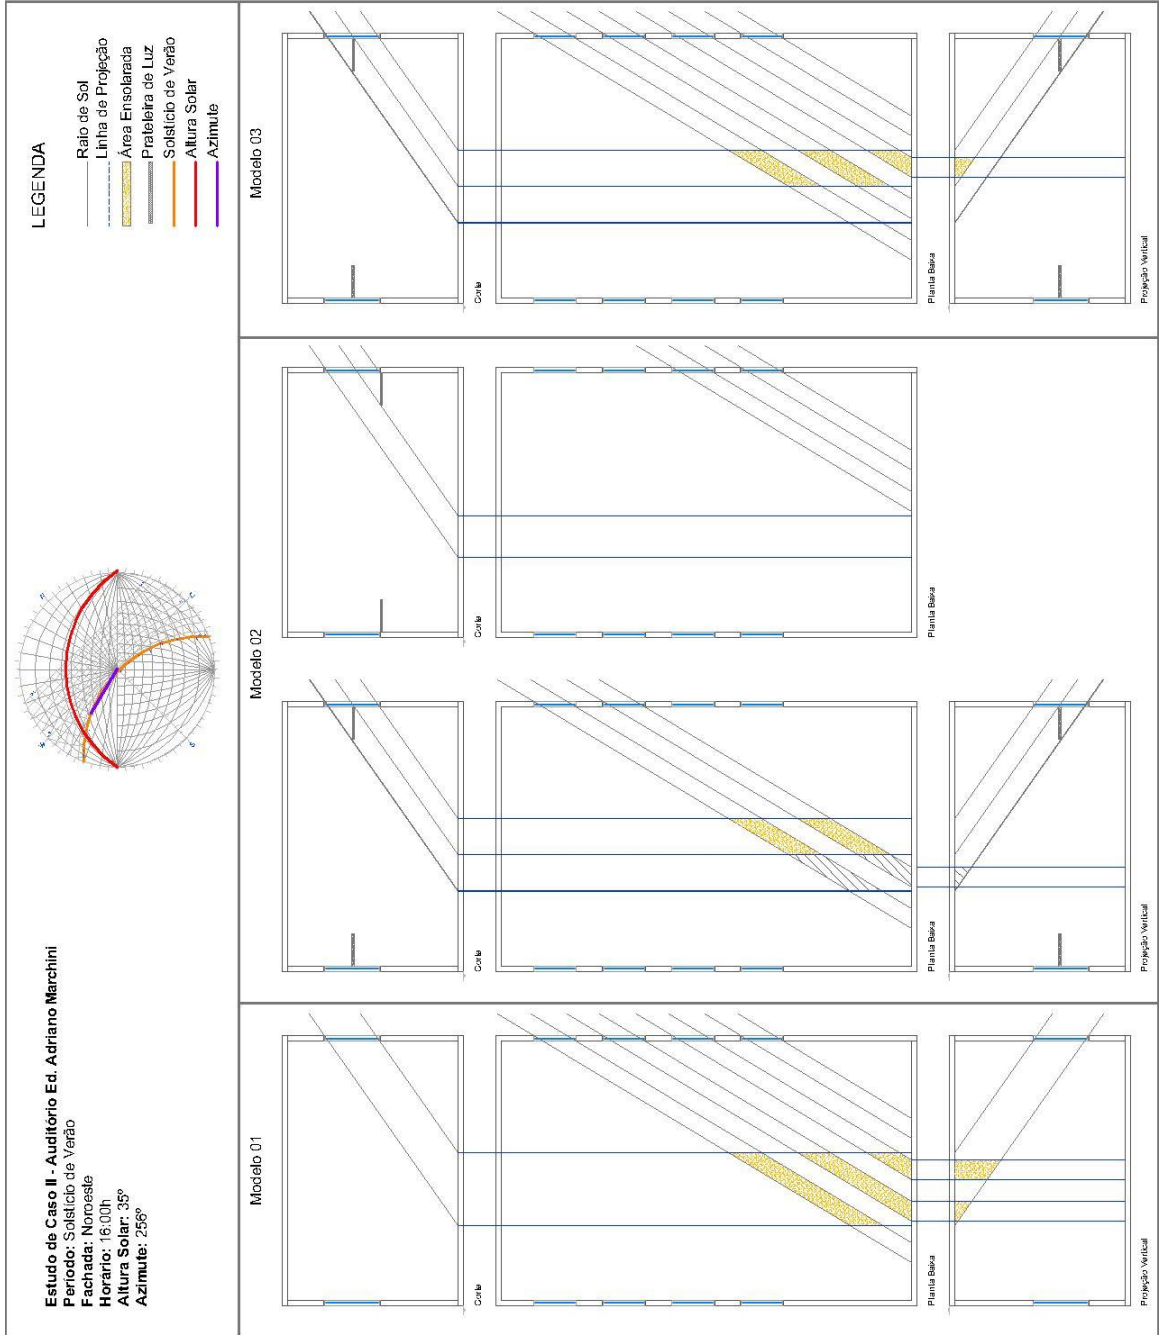 Estudo de Caso II - Auditório Ed. Adriano Marchini
Período: Solstício de Verão
Fachada: Noroeste
Horário: 16:00h
Altura Solar: 35º
Azimute: 256º
LEGENDA
Raio de Sol
Linha de Projeção
Área Ensolarada
Prateleira de Luz
Solstício de Verão
Altura Solar
Azimute
Modelo 01
Corte
Planta Baixa
Projeção Vertical
Modelo 02
Corte
Planta Baixa
Projeção Vertical
Corte
Planta Baixa
Modelo 03
Corte
Planta Baixa
Projeção Vertical